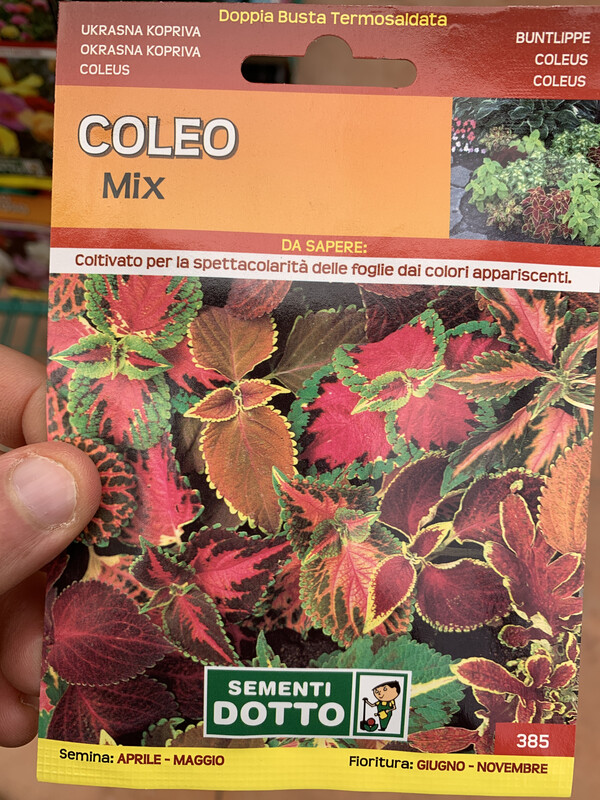 Doppia Busta Termosaldata
UKRASNA KOPRIVA
OKRASNA KOPRIVA
COLEUS
BUNTLIPPE
COLEUS
COLEUS
COLEO
Mix
DA SAPERE:
Coltivato per la spettacolarità delle foglie dai colori appariscenti.
SEMENTI
DOTTO
385
Semina: APRILE - MAGGIO
Fioritura: GIUGNO - NOVEMBRE